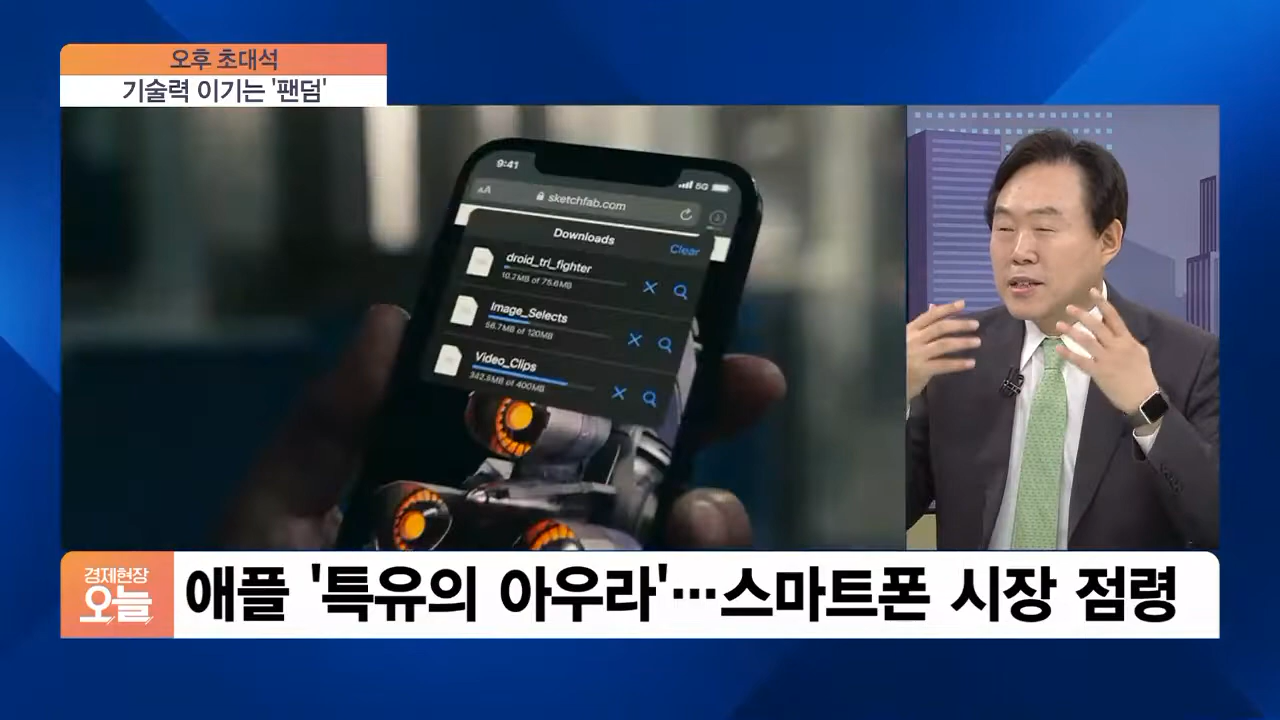 오후 초대석
기술력 이기는 '팬덤'
9:41
5G
AA
sketchfab.com
Downloads
Clear
droid_tri_fighter
10.7MB of 75.6MB
Image_Selects
56.7MB of 120MB
Video_Clips
342.5MB of 400MB
경제현장
오늘
애플 '특유의 아우라'…스마트폰 시장 점령